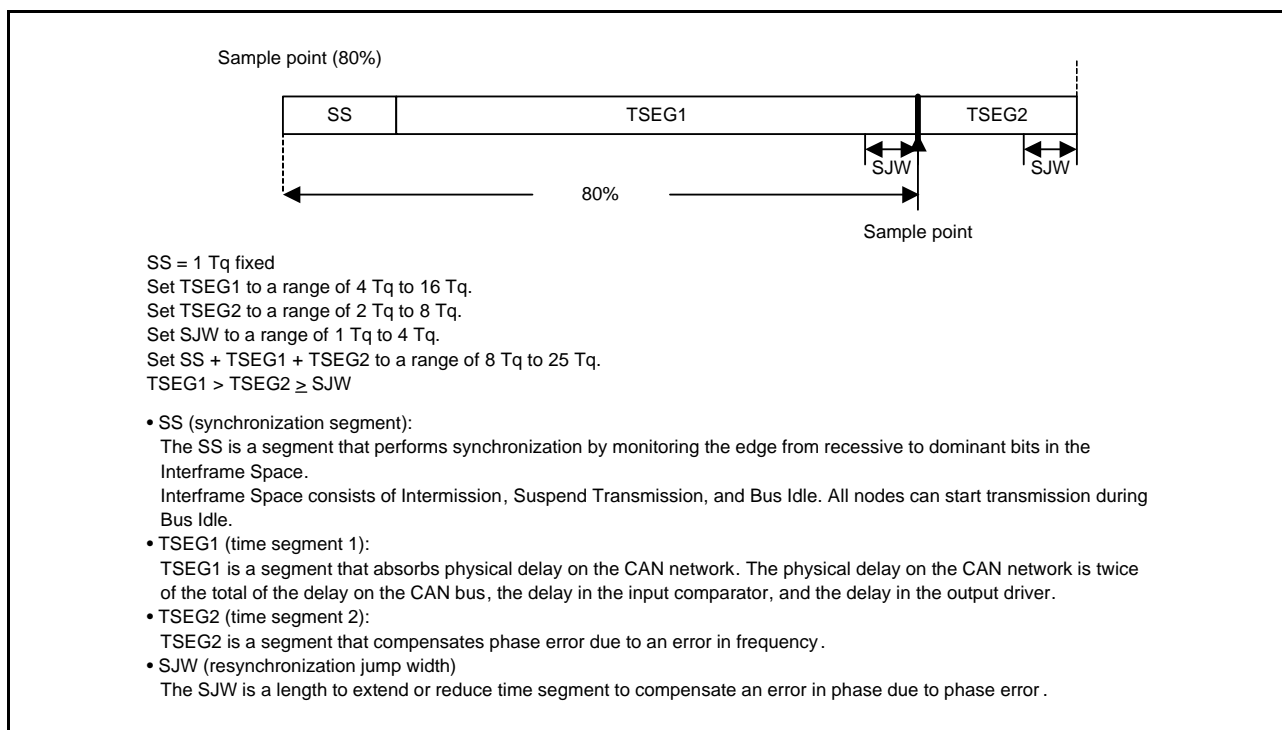 Sample point (80%)
SS TSEG1 TSEG2
SJW SJW
80%
Sample point
SS = 1 Tq fixed
Set TSEG1 to a range of 4 Tq to 16 Tq.
Set TSEG2 to a range of 2 Tq to 8 Tq.
Set SJW to a range of 1 Tq to 4 Tq.
Set SS + TSEG1 + TSEG2 to a range of 8 Tq to 25 Tq.
TSEG1 > TSEG2 ≥ SJW
• SS (synchronization segment):
The SS is a segment that performs synchronization by monitoring the edge from recessive to dominant bits in the
Interframe Space.
Interframe Space consists of Intermission, Suspend Transmission, and Bus Idle. All nodes can start transmission during
Bus Idle.
• TSEG1 (time segment 1):
TSEG1 is a segment that absorbs physical delay on the CAN network. The physical delay on the CAN network is twice
of the total of the delay on the CAN bus, the delay in the input comparator, and the delay in the output driver.
• TSEG2 (time segment 2):
TSEG2 is a segment that compensates phase error due to an error in frequency.
• SJW (resynchronization jump width)
The SJW is a length to extend or reduce time segment to compensate an error in phase due to phase error.